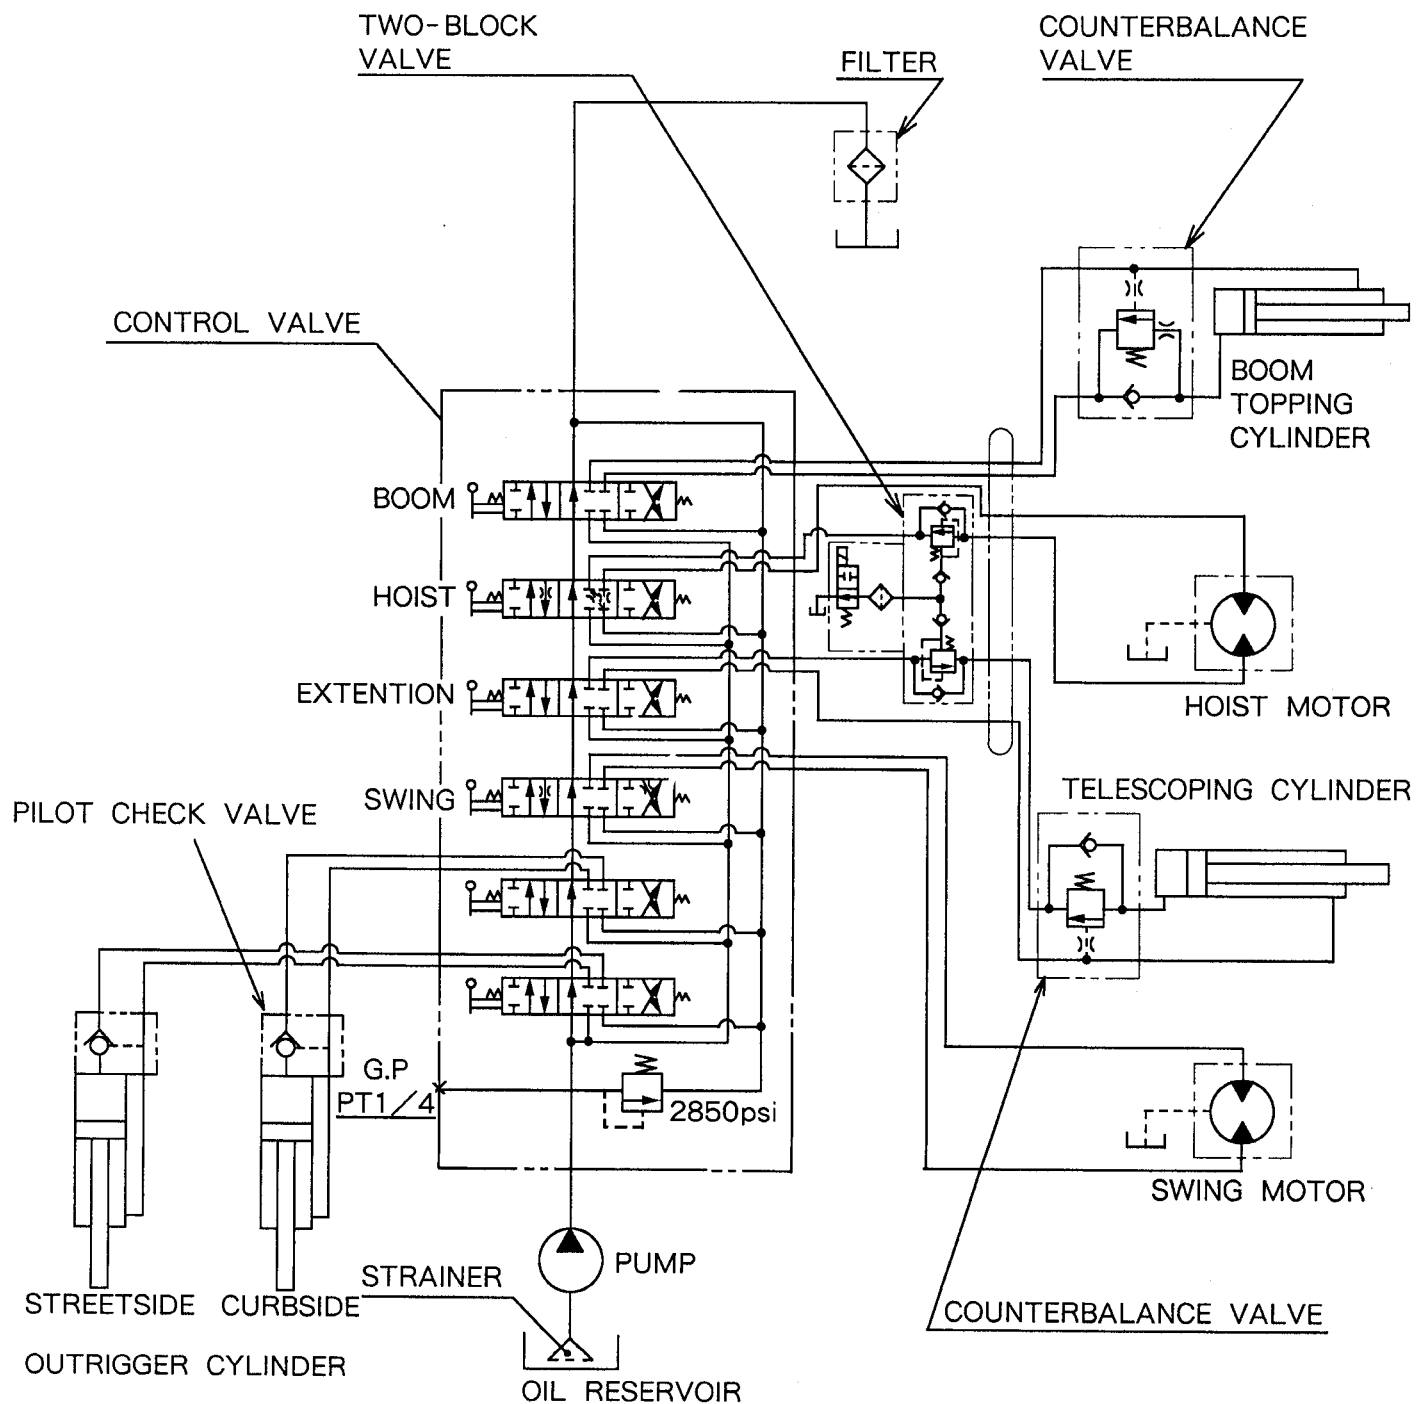 TWO-BLOCK
VALVE
FILTER
COUNTERBALANCE
VALVE
CONTROL VALVE
BOOM
TOPPING
CYLINDER
BOOM
HOIST
EXTENTION
HOIST MOTOR
SWING
TELESCOPING CYLINDER
PILOT CHECK VALVE
G.P
PT1/4
2850psi
SWING MOTOR
PUMP
STRAINER
STREETSIDE CURBSIDE
COUNTERBALANCE VALVE
OUTRIGGER CYLINDER
OIL RESERVOIR